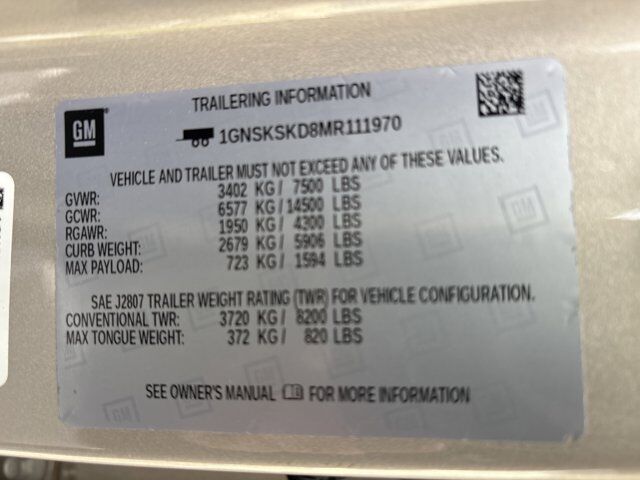 TRAILERING INFORMATION
GM
1GNSKSKD8MR111970
VEHICLE AND TRAILER MUST NOT EXCEED ANY OF THESE VALUES.
GVWR: 3402 KG/ 7500 LBS
GCWR: 6577 KG/ 14500 LBS
RGAWR: 1950 KG/ 4300 LBS
CURB WEIGHT: 2679 KG/ 5906 LBS
MAX PAYLOAD: 723 KG/ 1594 LBS
SAE J2807 TRAILER WEIGHT RATING (TWR) FOR VEHICLE CONFIGURATION.
CONVENTIONAL TWR: 3720 KG/ 8200 LBS
MAX TONGUE WEIGHT: 372 KG/ 820 LBS
SEE OWNER'S MANUAL FOR MORE INFORMATION